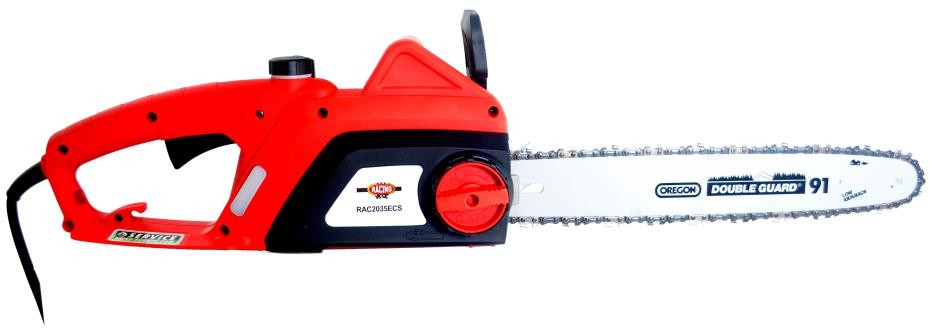 RACING
RAC2035ECS
SERVICE
OREGON
DOUBLE GUARD® 91
LOW
KICKBACK